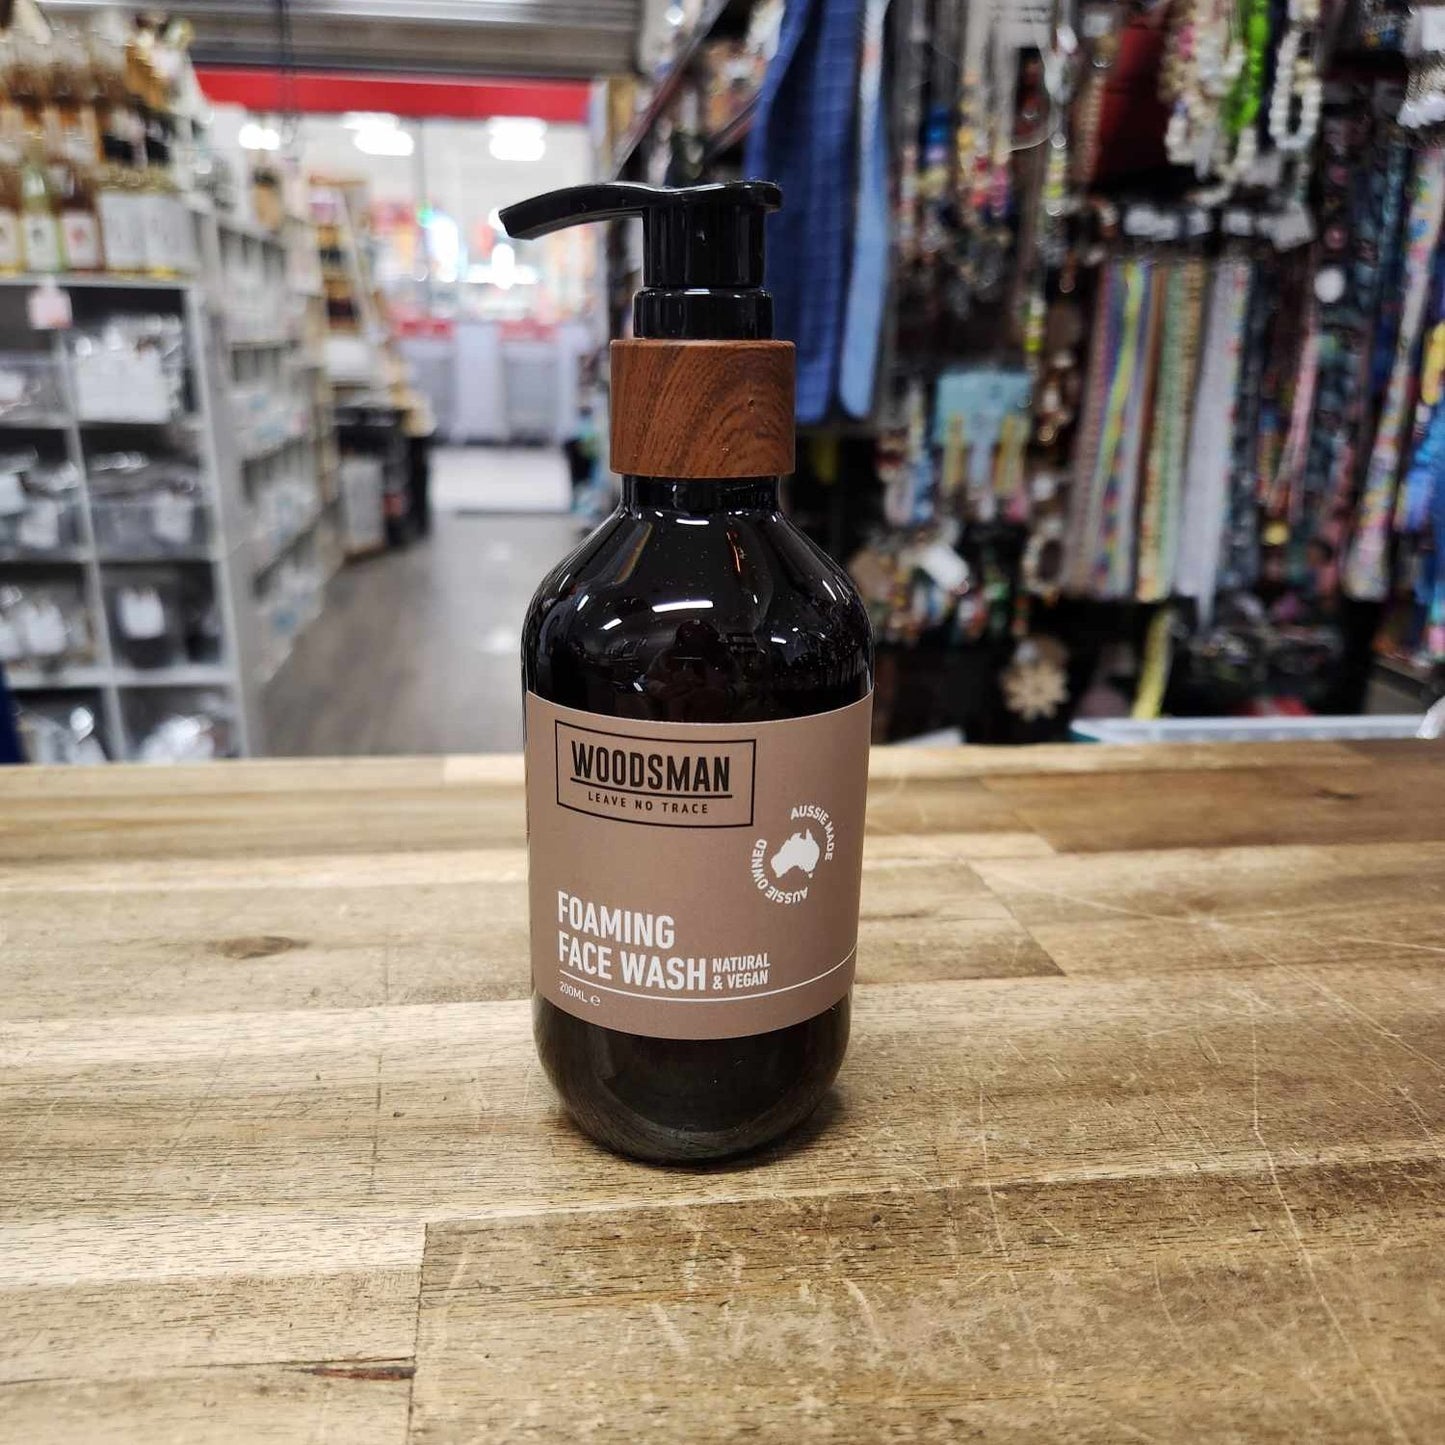 WOODSMAN
LEAVE NO TRACE
AUSSIE MADE
AUSSIE OWNED
FOAMING
FACE WASH NATURAL
& VEGAN
200ML ℮